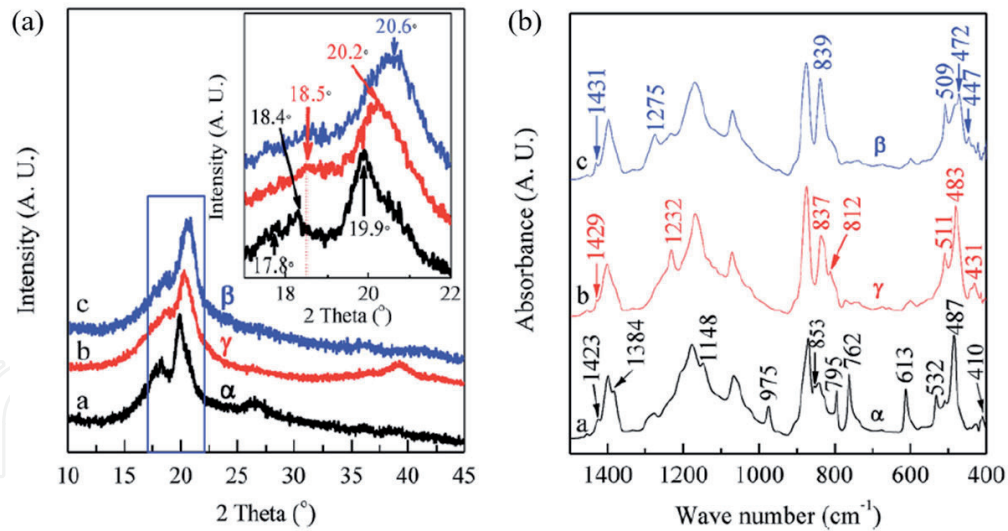 (a)
Intensity (A. U.)
c
b
a
β
γ
α
10 15 20 25 30 35 40 45
2 Theta (°)
Intensity (A. U.)
20.6°
20.2°
18.5°
18.4°
19.9°
17.8°
18 20 22
2 Theta (°)
(b)
Absorbance (A. U.)
c
1431
1275
839
509
472
447
β
b
1429
1232
837
812
511
483
431
γ
a
1423
1384
1148
975
853
795
762
613
532
487
410
α
1400 1200 1000 800 600 400
Wave number (cm⁻¹)